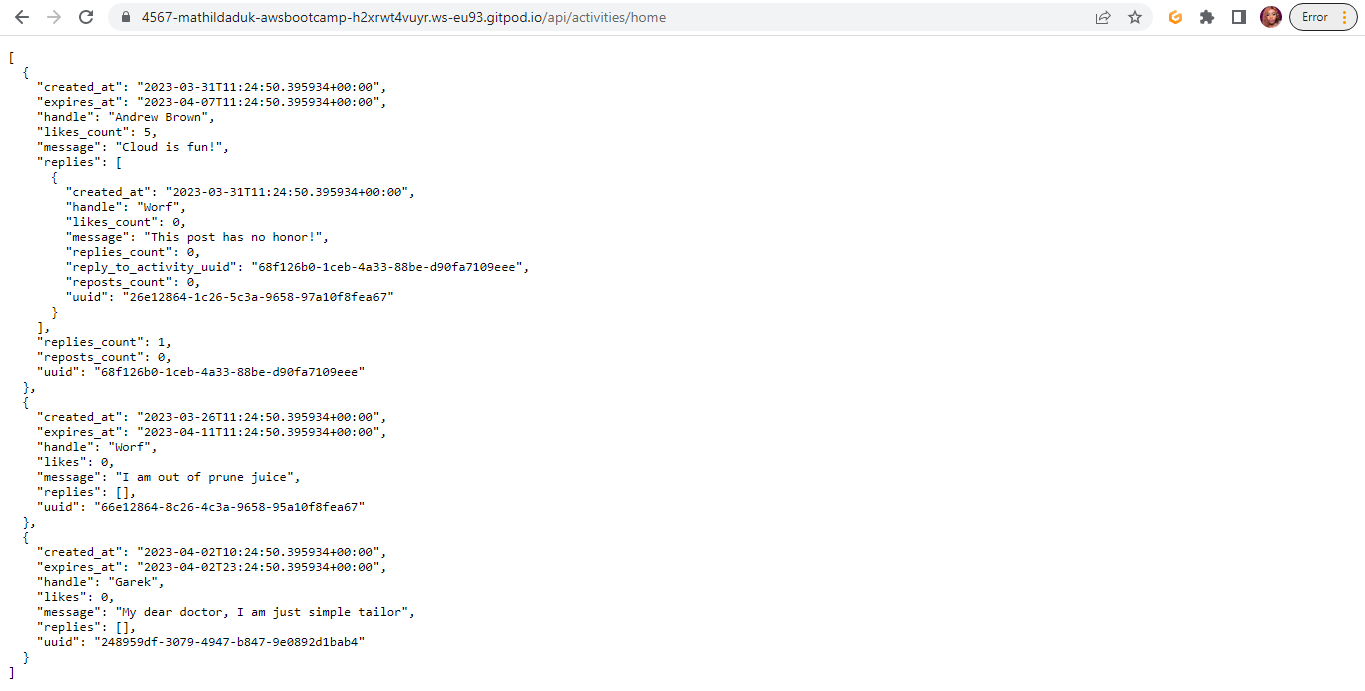 4567-mathildaduk-awsbootcamp-h2xrwt4vuyr.ws-eu93.gitpod.io/api/activities/home
Error
[
  {
    "created_at": "2023-03-31T11:24:50.395934+00:00",
    "expires_at": "2023-04-07T11:24:50.395934+00:00",
    "handle": "Andrew Brown",
    "likes_count": 5,
    "message": "Cloud is fun!",
    "replies": [
      {
        "created_at": "2023-03-31T11:24:50.395934+00:00",
        "handle": "Worf",
        "likes_count": 0,
        "message": "This post has no honor!",
        "replies_count": 0,
        "reply_to_activity_uuid": "68f126b0-1ceb-4a33-88be-d90fa7109eee",
        "reposts_count": 0,
        "uuid": "26e12864-1c26-5c3a-9658-97a10f8fea67"
      }
    ],
    "replies_count": 1,
    "reposts_count": 0,
    "uuid": "68f126b0-1ceb-4a33-88be-d90fa7109eee"
  },
  {
    "created_at": "2023-03-26T11:24:50.395934+00:00",
    "expires_at": "2023-04-11T11:24:50.395934+00:00",
    "handle": "Worf",
    "likes": 0,
    "message": "I am out of prune juice",
    "replies": [],
    "uuid": "66e12864-8c26-4c3a-9658-95a10f8fea67"
  },
  {
    "created_at": "2023-04-02T10:24:50.395934+00:00",
    "expires_at": "2023-04-02T23:24:50.395934+00:00",
    "handle": "Garek",
    "likes": 0,
    "message": "My dear doctor, I am just simple tailor",
    "replies": [],
    "uuid": "248959df-3079-4947-b847-9e0892d1bab4"
  }
]